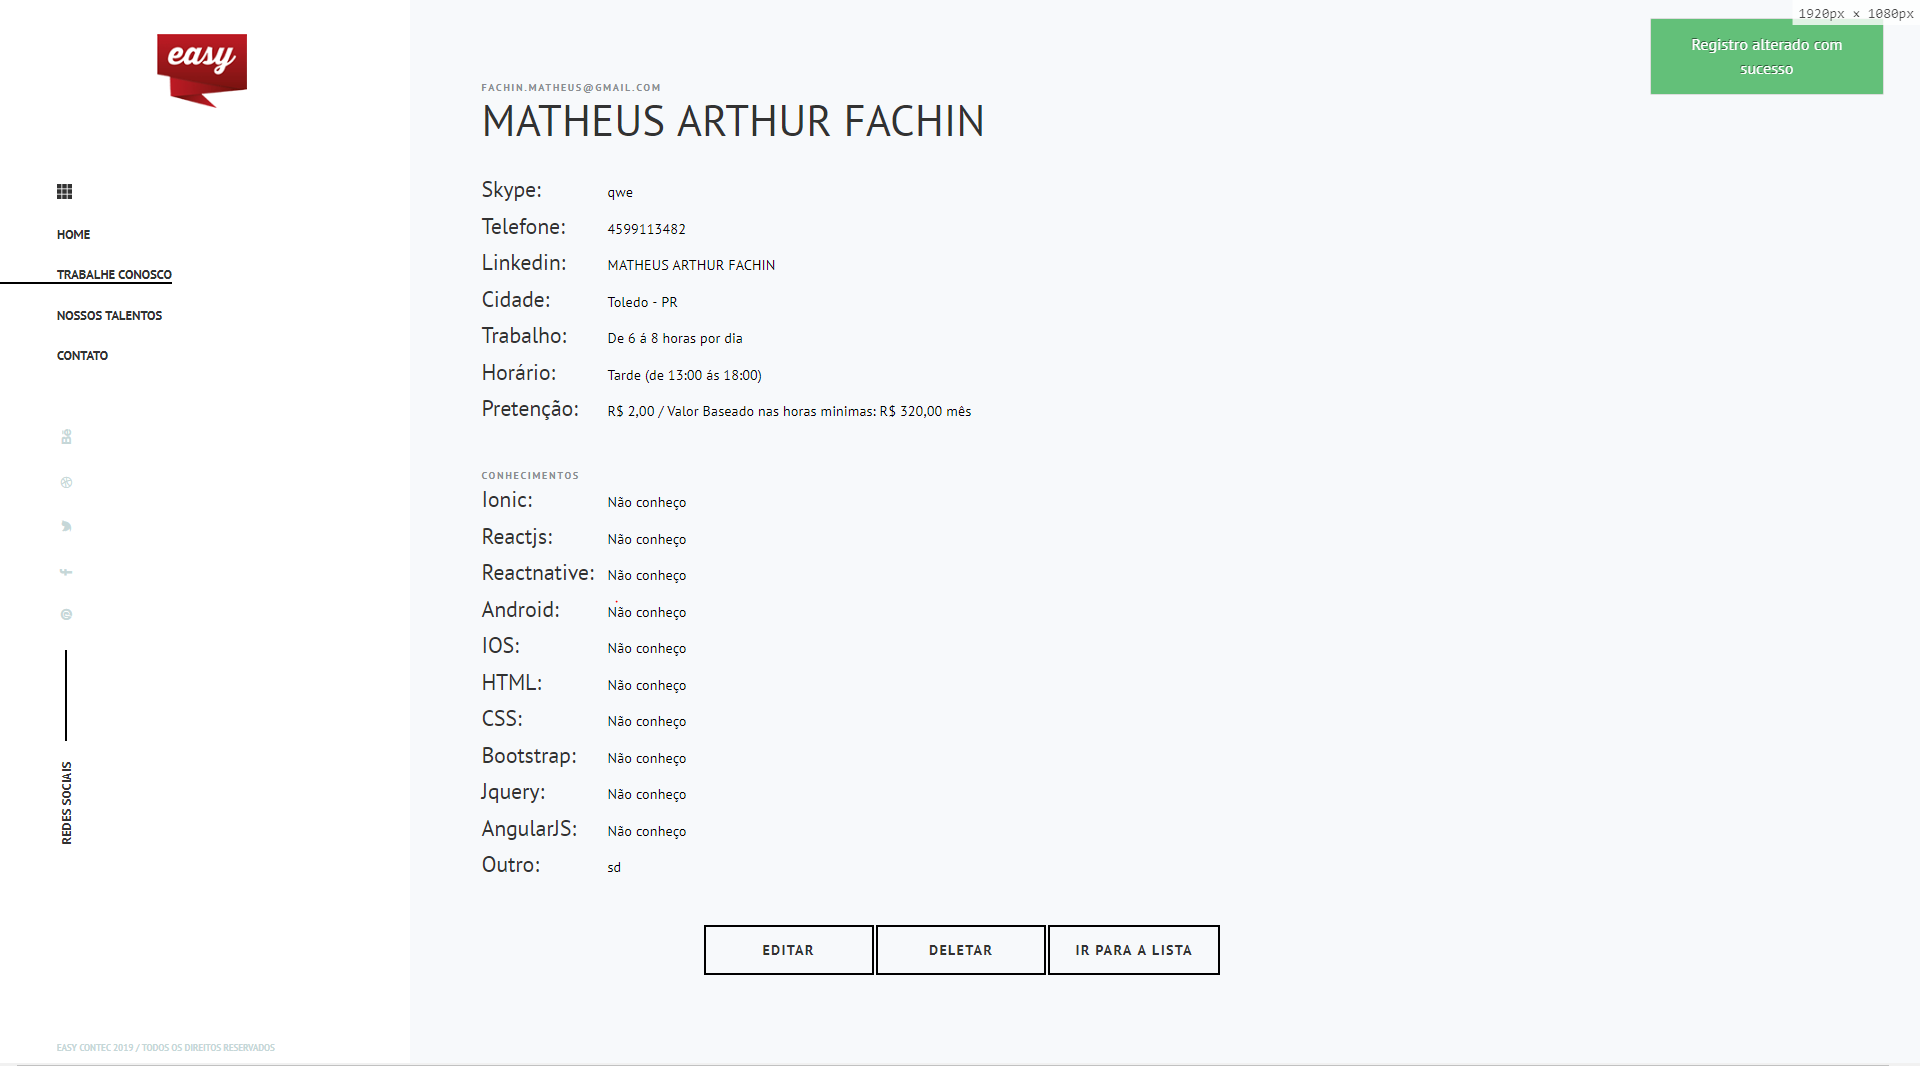 1920px × 1080px
Registro alterado com
sucesso
easy
HOME
TRABALHE CONOSCO
NOSSOS TALENTOS
CONTATO
Bē
REDES SOCIAIS
EASY CONTEC 2019 / TODOS OS DIREITOS RESERVADOS
FACHIN.MATHEUS@GMAIL.COM
MATHEUS ARTHUR FACHIN
Skype: qwe
Telefone: 4599113482
Linkedin: MATHEUS ARTHUR FACHIN
Cidade: Toledo - PR
Trabalho: De 6 á 8 horas por dia
Horário: Tarde (de 13:00 ás 18:00)
Pretenção: R$ 2,00 / Valor Baseado nas horas minimas: R$ 320,00 mês
CONHECIMENTOS
Ionic: Não conheço
Reactjs: Não conheço
Reactnative: Não conheço
Android: Não conheço
IOS: Não conheço
HTML: Não conheço
CSS: Não conheço
Bootstrap: Não conheço
Jquery: Não conheço
AngularJS: Não conheço
Outro: sd
EDITAR DELETAR IR PARA A LISTA